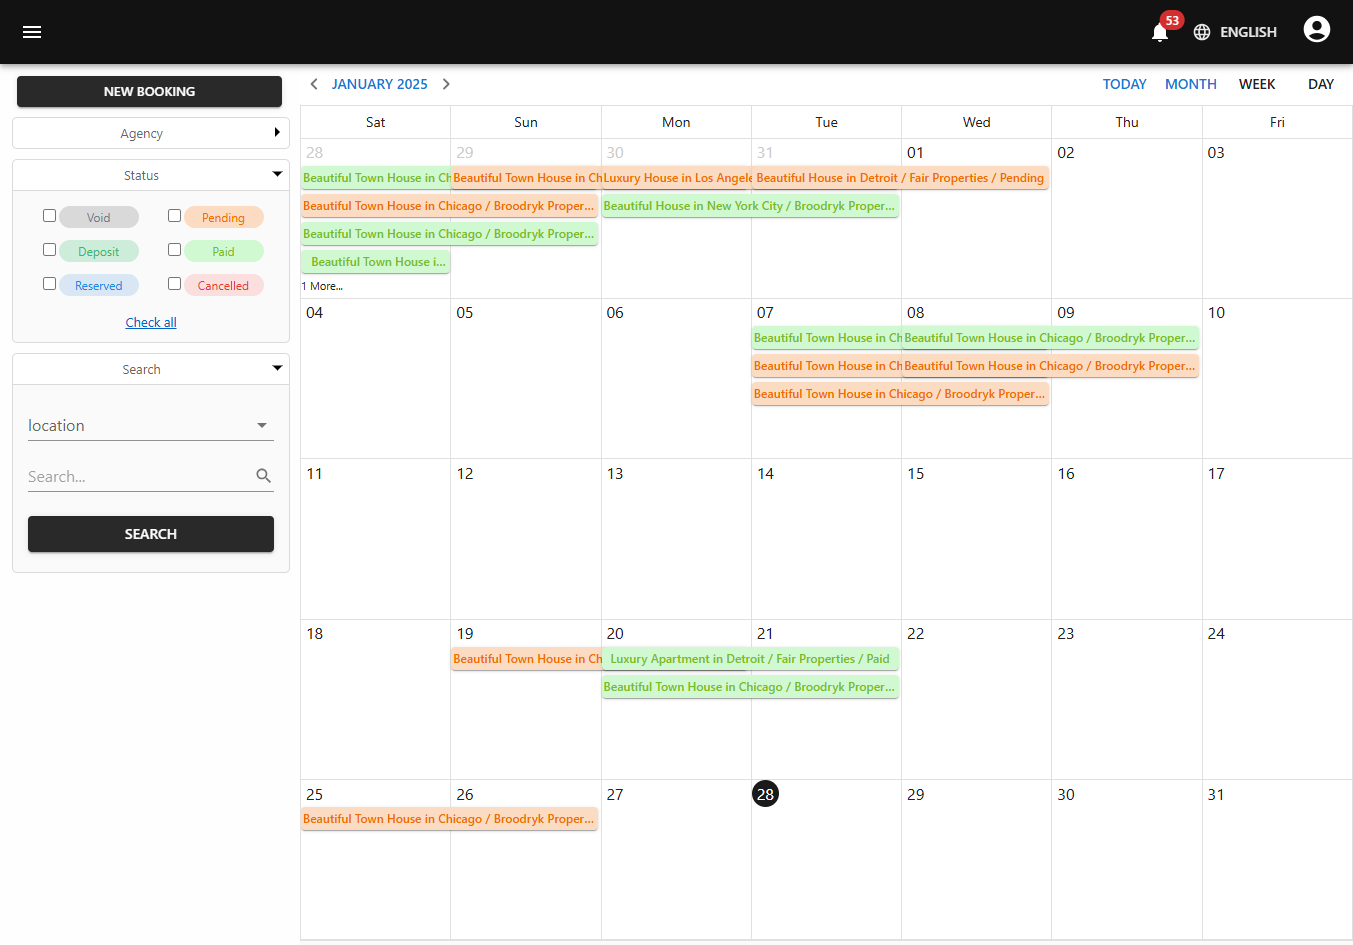 53
ENGLISH
NEW BOOKING
Agency
Status
Void
Pending
Deposit
Paid
Reserved
Cancelled
Check all
Search
location
Search...
SEARCH
JANUARY 2025
TODAY
MONTH
WEEK
DAY
Sat Sun Mon Tue Wed Thu Fri
28 29 30 31 01 02 03
Beautiful Town House in Ch
Beautiful Town House in Ch
Luxury House in Los Angele
Beautiful House in Detroit / Fair Properties / Pending
Beautiful Town House in Chicago / Broodryk Proper...
Beautiful House in New York City / Broodryk Proper...
Beautiful Town House in Chicago / Broodryk Proper...
Beautiful Town House i...
1 More...
04 05 06 07 08 09 10
Beautiful Town House in Ch
Beautiful Town House in Chicago / Broodryk Proper...
Beautiful Town House in Ch
Beautiful Town House in Chicago / Broodryk Proper...
Beautiful Town House in Chicago / Broodryk Proper...
11 12 13 14 15 16 17
18 19 20 21 22 23 24
Beautiful Town House in Ch
Luxury Apartment in Detroit / Fair Properties / Paid
Beautiful Town House in Chicago / Broodryk Proper...
25 26 27 28 29 30 31
Beautiful Town House in Chicago / Broodryk Proper...